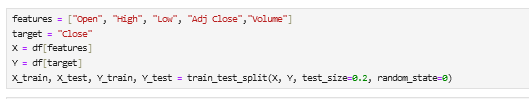 features = ["Open", "High", "Low", "Adj Close","Volume"]
target = "Close"
X = df[features]
Y = df[target]
X_train, X_test, Y_train, Y_test = train_test_split(X, Y, test_size=0.2, random_state=0)